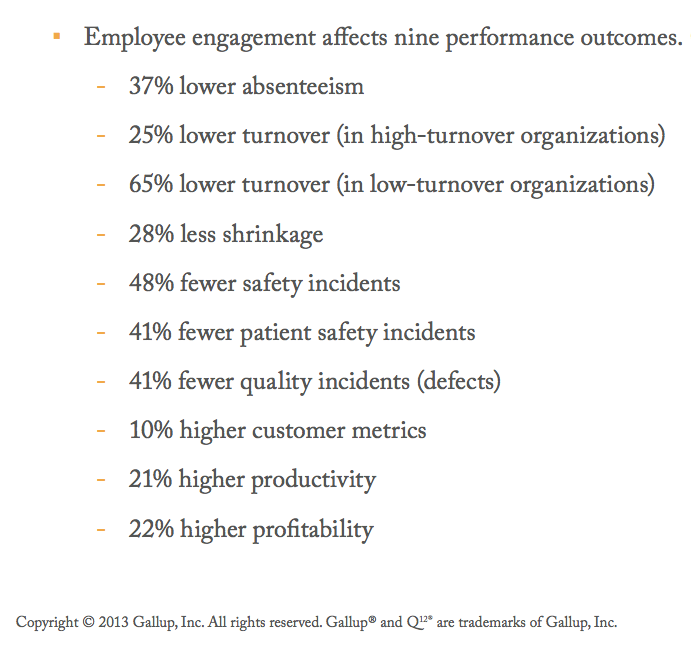 ▪ Employee engagement affects nine performance outcomes.
– 37% lower absenteeism
– 25% lower turnover (in high-turnover organizations)
– 65% lower turnover (in low-turnover organizations)
– 28% less shrinkage
– 48% fewer safety incidents
– 41% fewer patient safety incidents
– 41% fewer quality incidents (defects)
– 10% higher customer metrics
– 21% higher productivity
– 22% higher profitability
Copyright © 2013 Gallup, Inc. All rights reserved. Gallup® and Q¹²® are trademarks of Gallup, Inc.